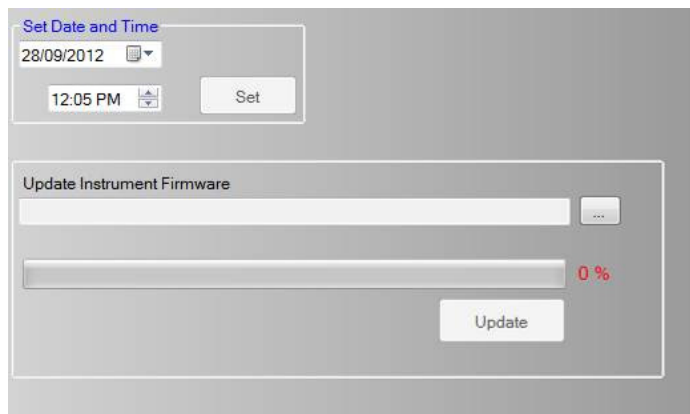 Set Date and Time
28/09/2012
12:05 PM
Set
Update Instrument Firmware
...
0 %
Update